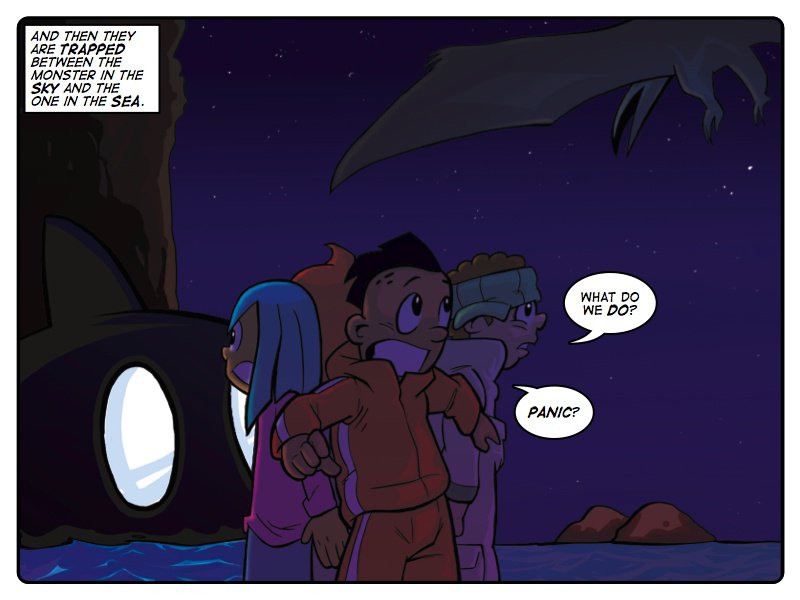 AND THEN THEY
ARE TRAPPED
BETWEEN THE
MONSTER IN THE
SKY AND THE
ONE IN THE SEA.
WHAT DO
WE DO?
PANIC?